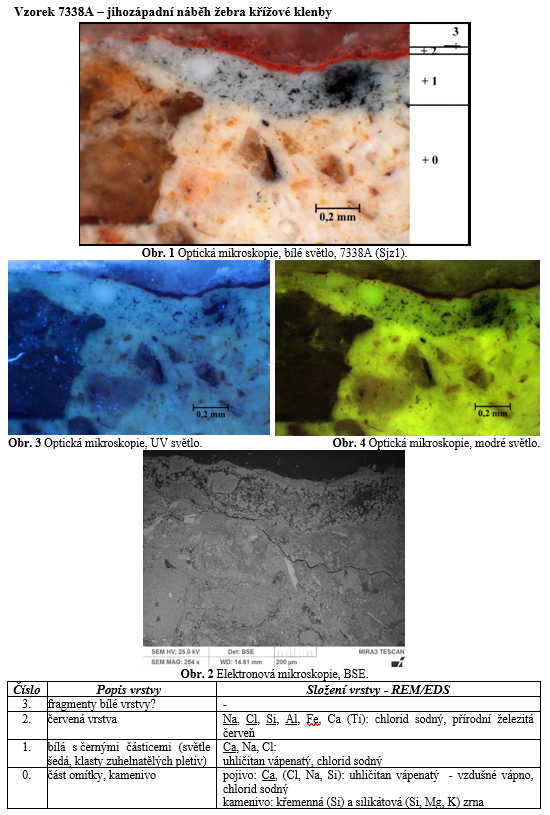 Vzorek 7338A – jihozápadní náběh žebra křížové klenby
3
+ 2
+ 1
+ 0
0,2 mm
Obr. 1 Optická mikroskopie, bílé světlo, 7338A (Sjz1).
0,2 mm
0,2 mm
Obr. 3 Optická mikroskopie, UV světlo.
Obr. 4 Optická mikroskopie, modré světlo.
SEM HV: 25.0 kV
Det: BSE
MIRA3 TESCAN
SEM MAG: 254 x
WD: 14.61 mm
200 µm
Obr. 2 Elektronová mikroskopie, BSE.
Číslo Popis vrstvy Složení vrstvy - REM/EDS
3. fragmenty bílé vrstvy? -
2. červená vrstva Na, Cl, Si, Al, Fe, Ca (Ti): chlorid sodný, přírodní železitá
červeň
1. bílá s černými částicemi (světle Ca, Na, Cl:
šedá, klasty zuhelnatělých pletiv) uhličitan vápenatý, chlorid sodný
0. část omítky, kamenivo pojivo: Ca, (Cl, Na, Si): uhličitan vápenatý - vzdušné vápno,
chlorid sodný
kamenivo: křemenná (Si) a silikátová (Si, Mg, K) zrna